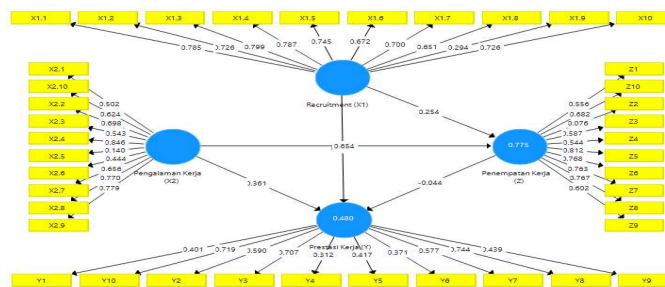 X1.1 X1.2 X1.3 X1.4 X1.5 X1.6 X1.7 X1.8 X1.9 X10
0.785 0.726 0.799 0.787 0.745 0.672 0.700 0.651 0.294 0.726
Recruitment (X1)
X2.1
X2.10
X2.2
X2.3
X2.4
X2.5
X2.6
X2.7
X2.8
X2.9
0.502
0.624
0.698
0.543
0.846
0.140
0.444
0.656
0.770
0.779
Pengalaman Kerja
(X2)
0.254
0.654
0.361
-0.044
0.775
Penempatan Kerja
(Z)
0.556
0.682
0.076
0.587
0.544
0.812
0.768
0.763
0.767
0.602
Z1
Z10
Z2
Z3
Z4
Z5
Z6
Z7
Z8
Z9
0.480
Prestasi Kerja (Y)
0.401 0.719 0.590 0.707 0.312 0.417 0.371 0.577 0.744 0.439
Y1 Y10 Y2 Y3 Y4 Y5 Y6 Y7 Y8 Y9